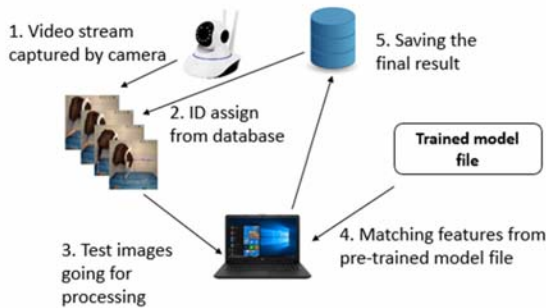 1. Video stream
captured by camera
5. Saving the
final result
2. ID assign
from database
Trained model
file
3. Test images
going for
processing
4. Matching features from
pre-trained model file